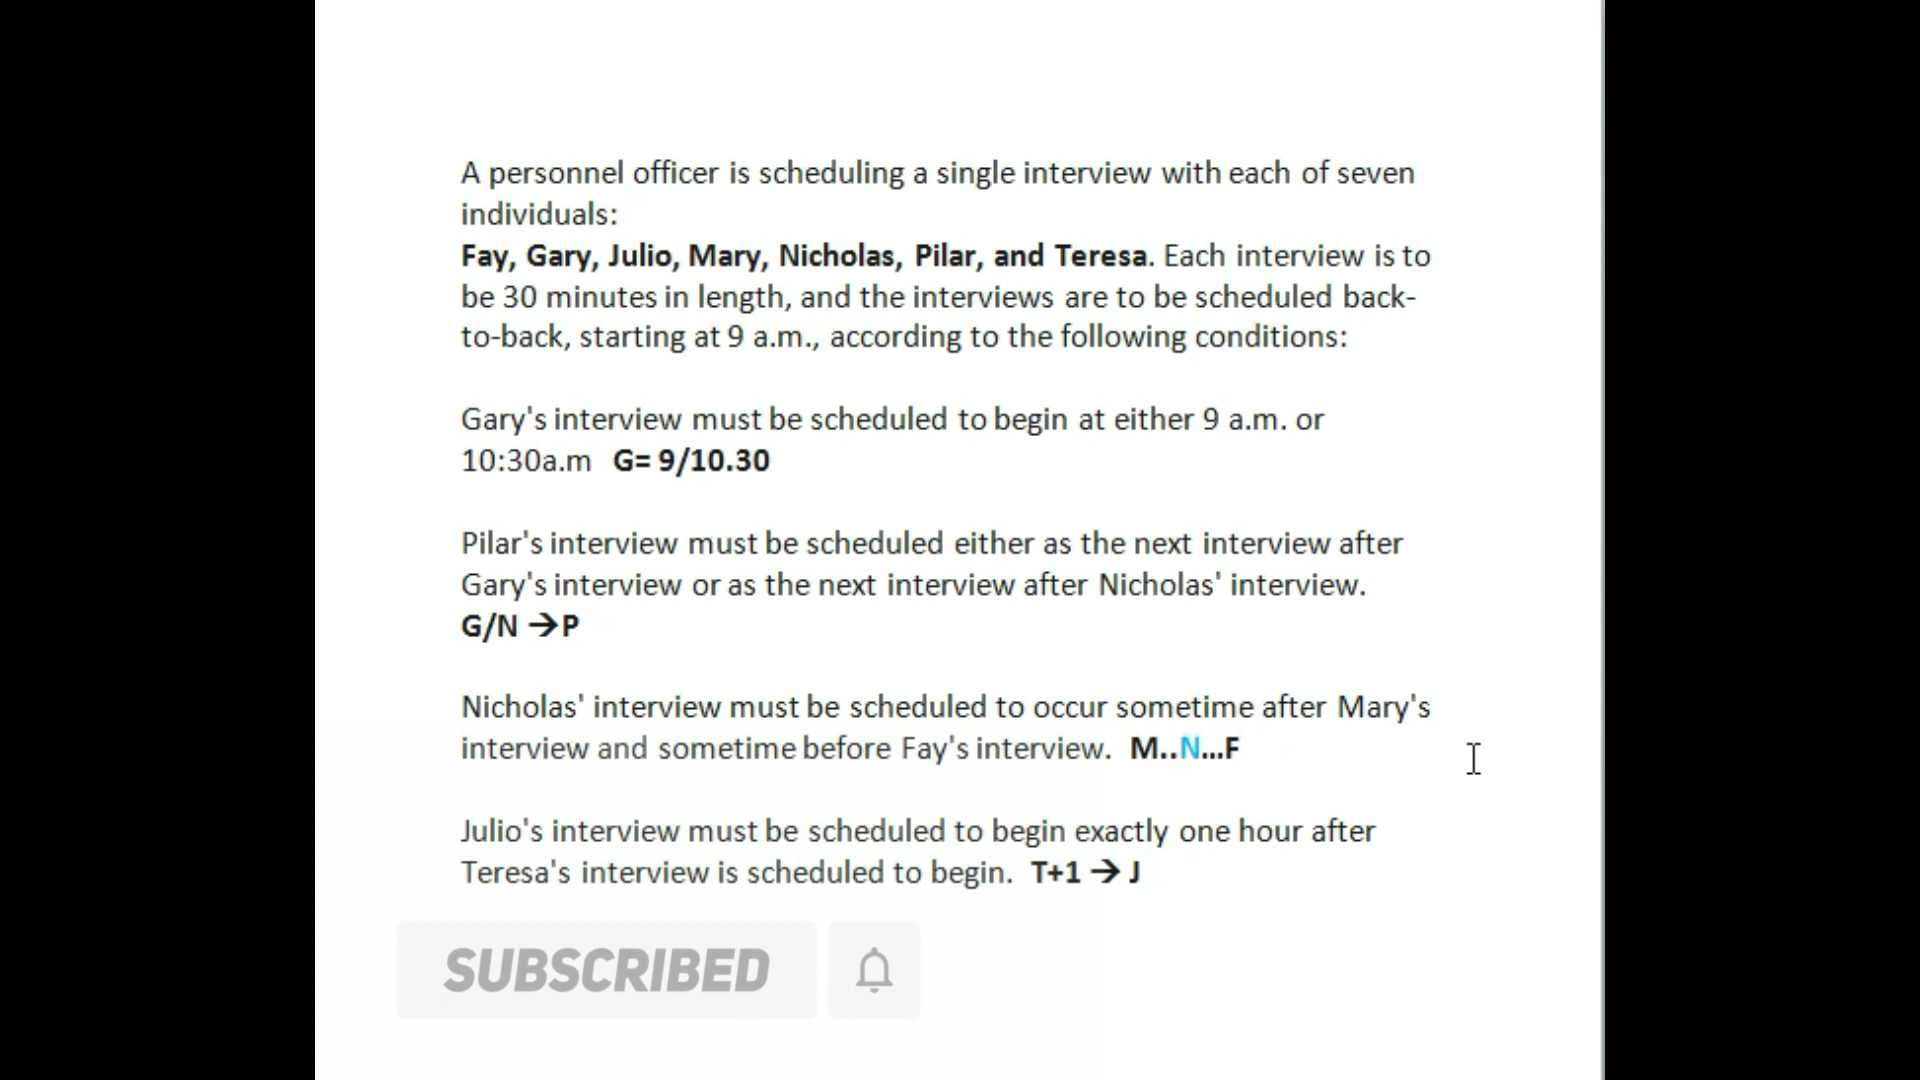 A personnel officer is scheduling a single interview with each of seven
individuals:
Fay, Gary, Julio, Mary, Nicholas, Pilar, and Teresa. Each interview is to
be 30 minutes in length, and the interviews are to be scheduled back-
to-back, starting at 9 a.m., according to the following conditions:
Gary's interview must be scheduled to begin at either 9 a.m. or
10:30a.m G= 9/10.30
Pilar's interview must be scheduled either as the next interview after
Gary's interview or as the next interview after Nicholas' interview.
G/N →P
Nicholas' interview must be scheduled to occur sometime after Mary's
interview and sometime before Fay's interview. M..N...F
Julio's interview must be scheduled to begin exactly one hour after
Teresa's interview is scheduled to begin. T+1 → J
SUBSCRIBED